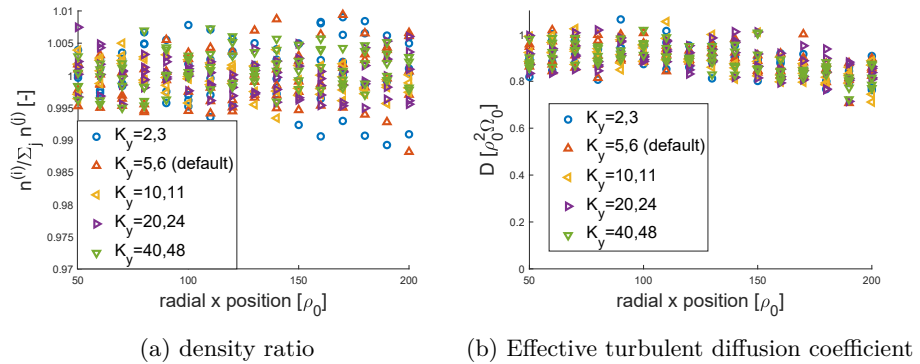 1.01
1.005
1
0.995
0.99
0.985
0.98
0.975
0.97
n^(i)/Σ_j n^(j) [-]
K_y=2,3
K_y=5,6 (default)
K_y=10,11
K_y=20,24
K_y=40,48
50 100 150 200
radial x position [ρ_0]
(a) density ratio
1
0.8
0.6
0.4
0.2
0
D [ρ_0^2Ω_0]
K_y=2,3
K_y=5,6 (default)
K_y=10,11
K_y=20,24
K_y=40,48
50 100 150 200
radial x position [ρ_0]
(b) Effective turbulent diffusion coefficient